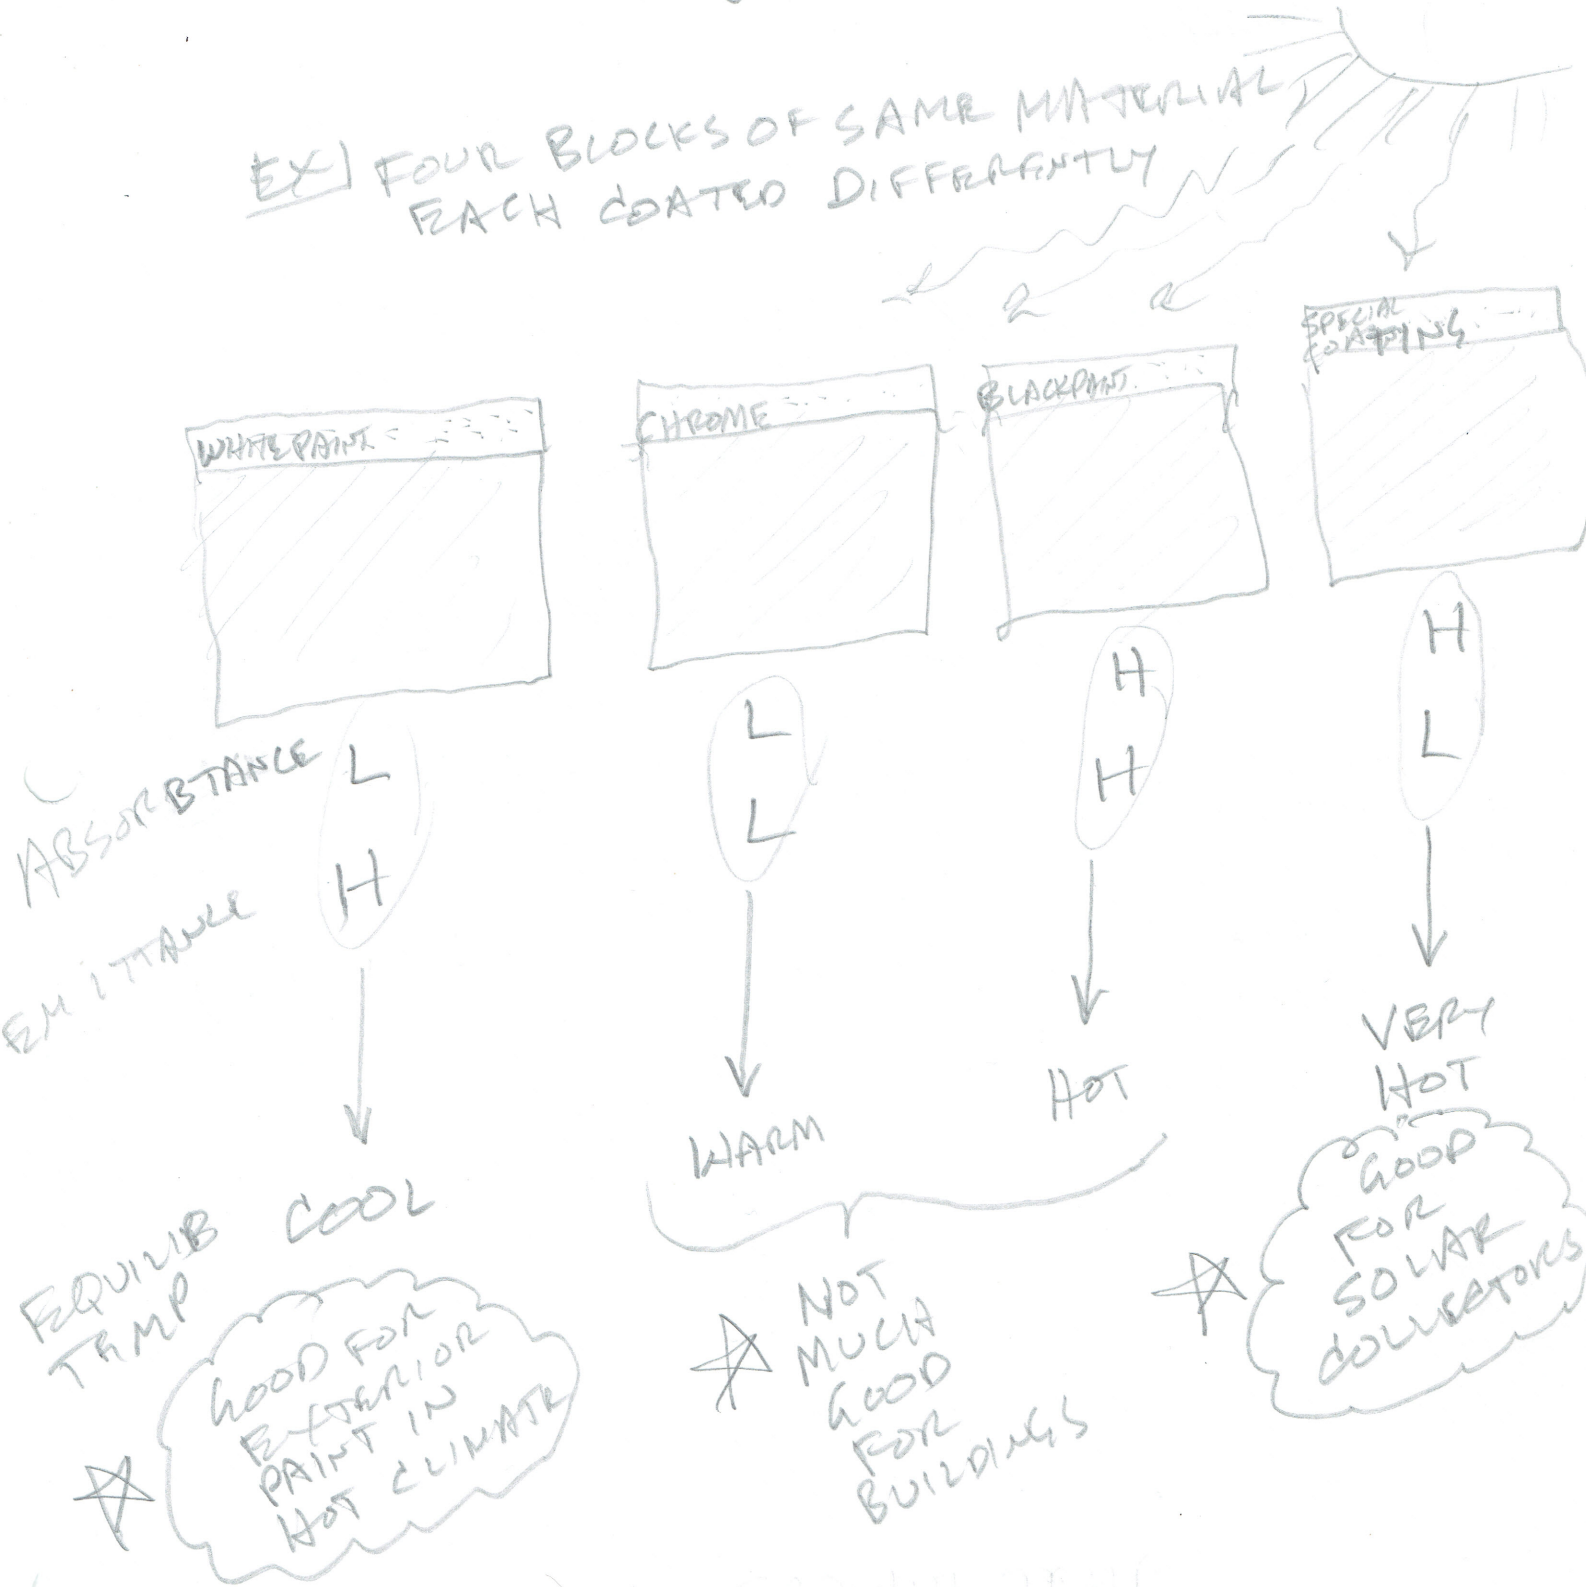 EX] FOUR BLOCKS OF SAME MATERIAL,
EACH COATED DIFFERENTLY
WHITE PAINT
CHROME
BLACK PAINT
SPECIAL
COATING
ABSORBTANCE L L H H
EMITTANCE H L H L
EQUILIB
TEMP
COOL
WARM
HOT
VERY
HOT
GOOD FOR
EXTERIOR
PAINT IN
HOT CLIMATE
NOT
MUCH
GOOD
FOR
BUILDINGS
GOOD
FOR
SOLAR
COLLECTORS